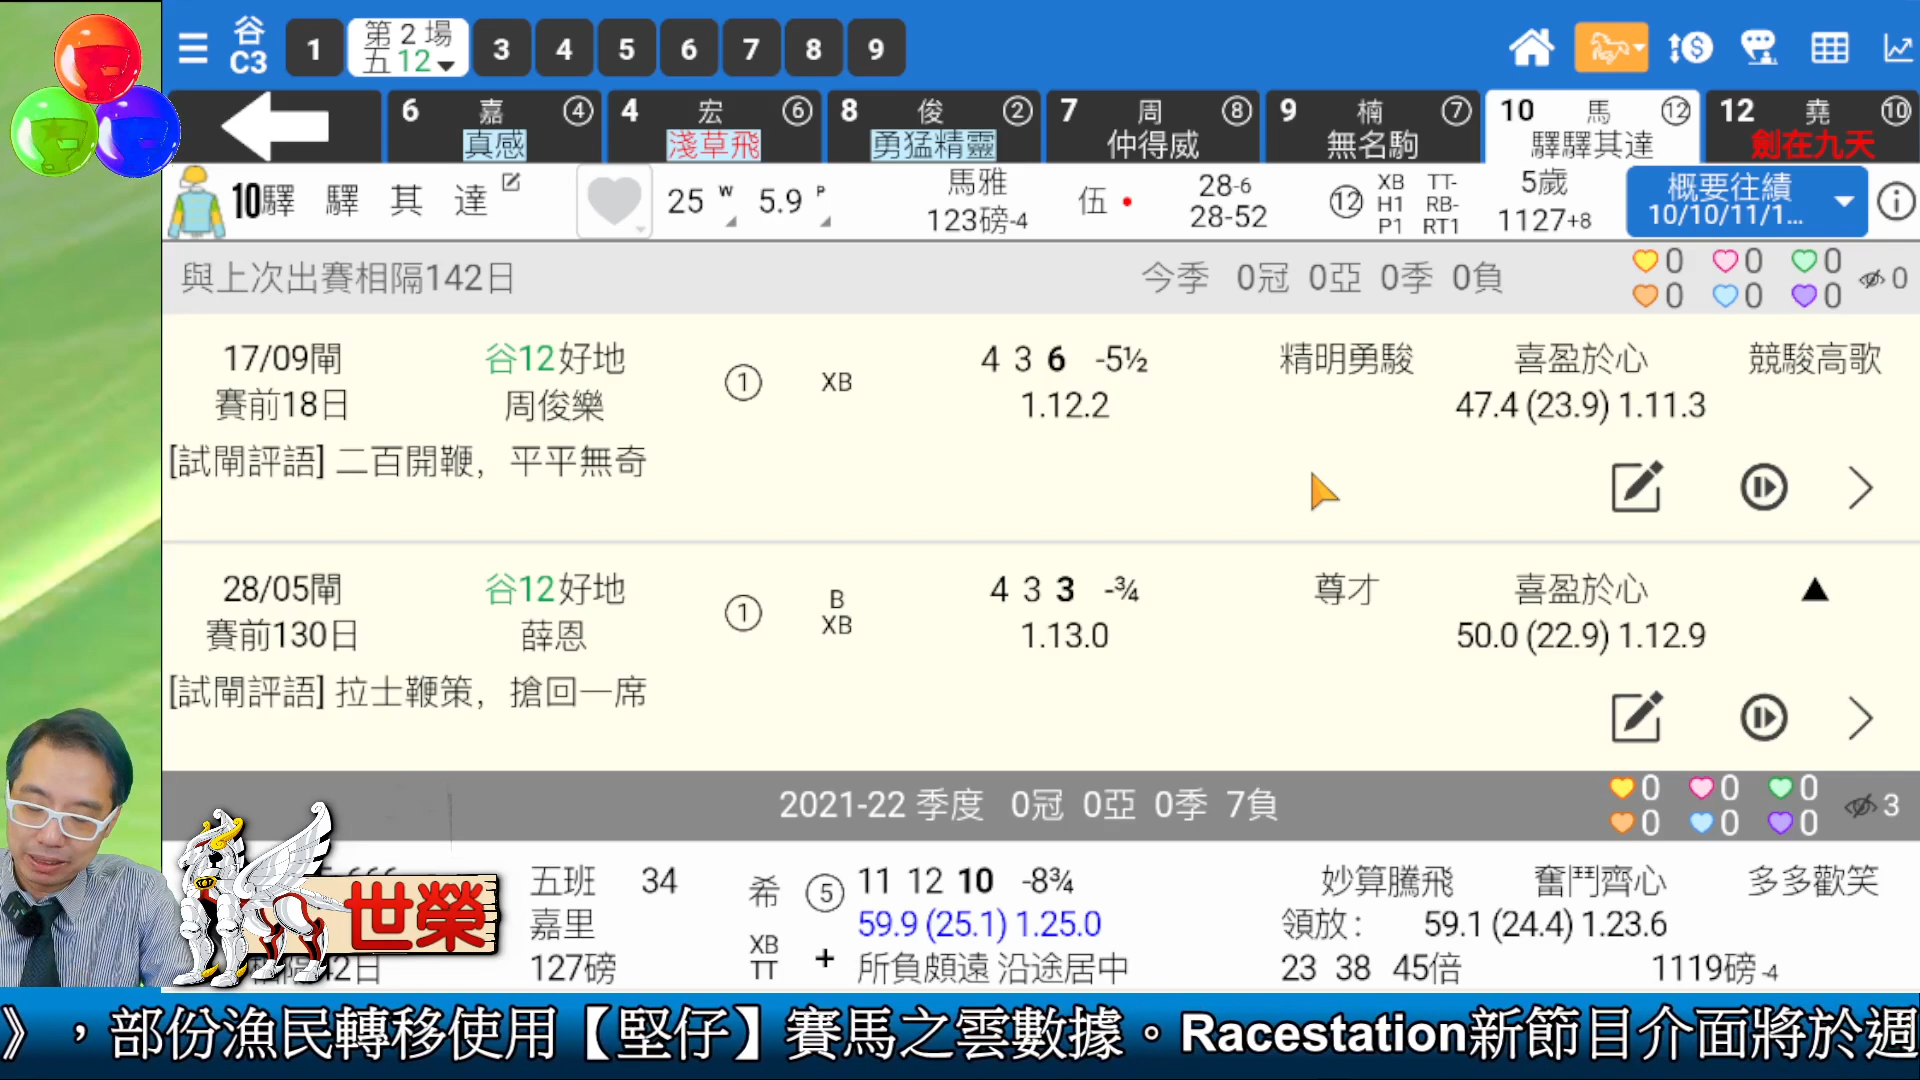 谷 C3 1 第2場 五12 3 4 5 6 7 8 9
6 嘉 4 真感
4 宏 6 淺草飛
8 俊 2 勇猛精靈
7 周 8 仲得威
9 楠 7 無名駒
10 馬 12 驛驛其達
12 堯 10 劍在九天
10驛驛其達 25 W 5.9 P 馬雅 123磅-4 伍 28-6 28-52 12 XB H1 P1 TT- RB- RT1 5歲 1127+8 概要往績 10/10/11/1...
與上次出賽相隔142日 今季 0冠 0亞 0季 0負 0 0 0 0 0 0 0
17/09閘 谷12好地 1 XB 4 3 6 -5½ 精明勇駿 喜盈於心 競駿高歌
賽前18日 周俊樂 1.12.2 47.4 (23.9) 1.11.3
[試閘評語] 二百開鞭，平平無奇
28/05閘 谷12好地 1 B XB 4 3 3 -¾ 尊才 喜盈於心 ▲
賽前130日 薛恩 1.13.0 50.0 (22.9) 1.12.9
[試閘評語] 拉士鞭策，搶回一席
2021-22 季度 0冠 0亞 0季 7負 0 0 0 0 0 0 3
五班 34 希 5 11 12 10 -8¾ 妙算騰飛 奮鬥齊心 多多歡笑
嘉里 59.9 (25.1) 1.25.0 領放： 59.1 (24.4) 1.23.6
127磅 XB TT + 所負頗遠 沿途居中 23 38 45倍 1119磅-4
世榮
》，部份漁民轉移使用【堅仔】賽馬之雲數據。Racestation新節目介面將於週